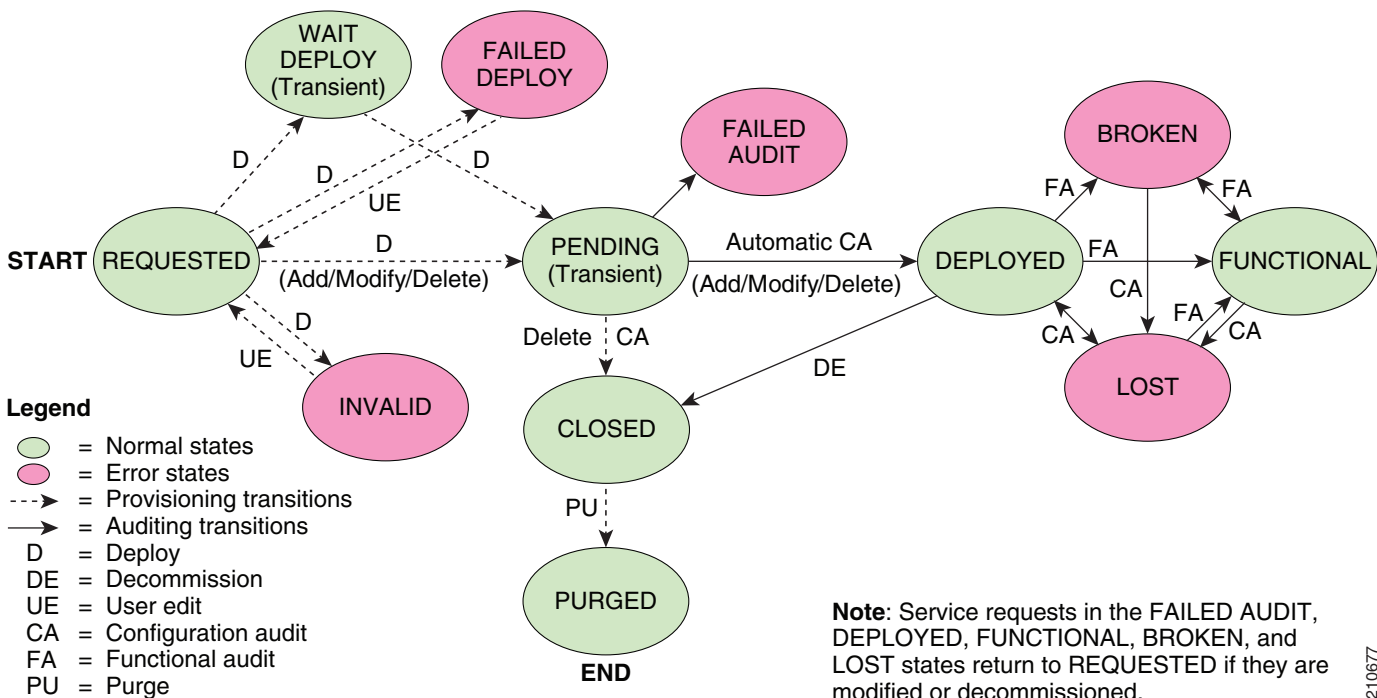 WAIT
DEPLOY
(Transient)
FAILED
DEPLOY
FAILED
AUDIT
BROKEN
D
D
D
UE
FA
FA
START
REQUESTED
D
(Add/Modify/Delete)
PENDING
(Transient)
Automatic CA
(Add/Modify/Delete)
DEPLOYED
FA
FUNCTIONAL
D
UE
Delete
CA
DE
CA
CA
FA
CA
INVALID
CLOSED
LOST
PU
PURGED
END
Legend
= Normal states
= Error states
= Provisioning transitions
= Auditing transitions
D = Deploy
DE = Decommission
UE = User edit
CA = Configuration audit
FA = Functional audit
PU = Purge
Note: Service requests in the FAILED AUDIT,
DEPLOYED, FUNCTIONAL, BROKEN, and
LOST states return to REQUESTED if they are
modified or decommissioned.
210677